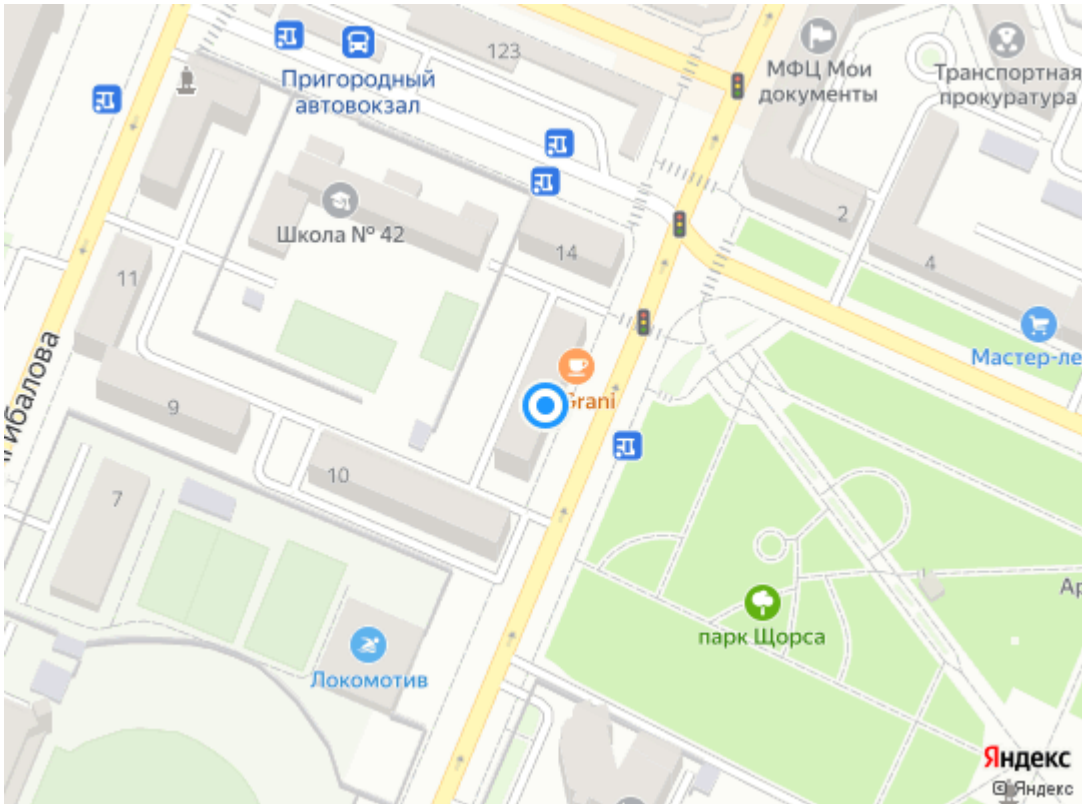 123
Пригородный
автовокзал
МФЦ Мои
документы
Транспортная
прокуратура
Школа № 42
14
2
4
11
Мастер-ле
Grani
9
10
7
парк Щорса
Локомотив
Ар
Яндекс
Яндекс